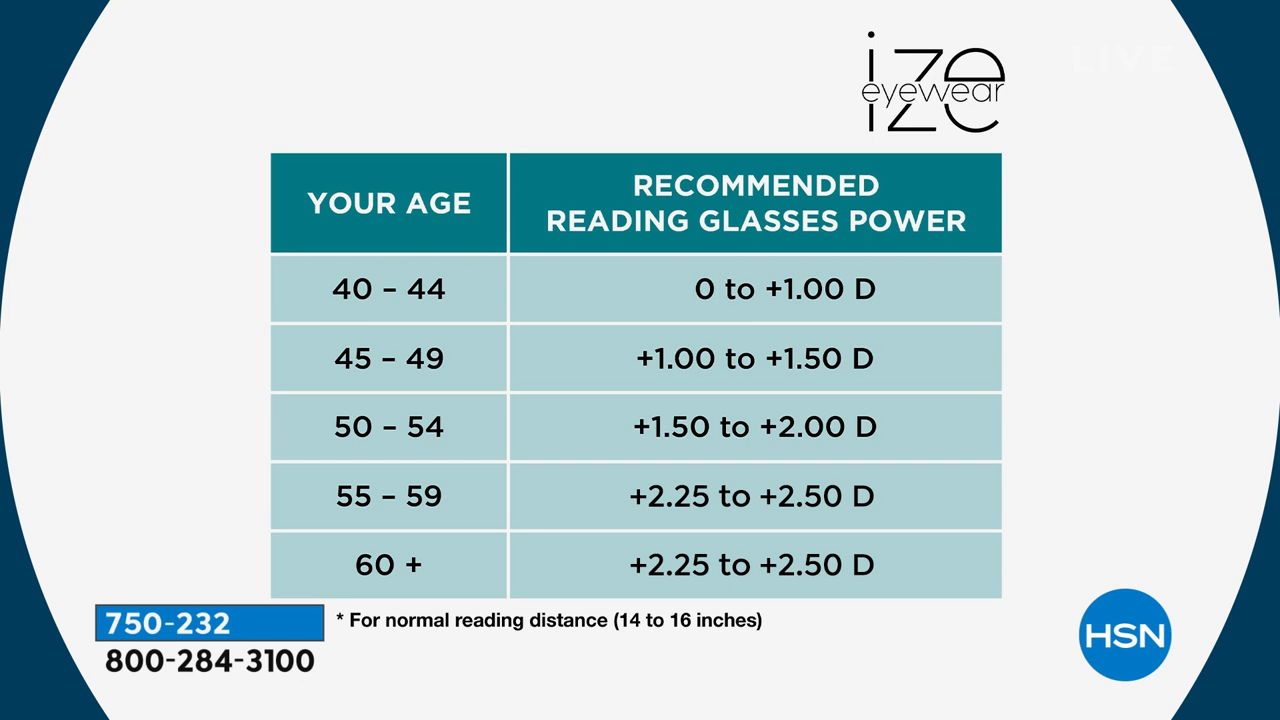 ize
eyewear
LIVE
YOUR AGE
RECOMMENDED
READING GLASSES POWER
40 – 44
0 to +1.00 D
45 – 49
+1.00 to +1.50 D
50 – 54
+1.50 to +2.00 D
55 – 59
+2.25 to +2.50 D
60 +
+2.25 to +2.50 D
750-232
* For normal reading distance (14 to 16 inches)
800-284-3100
HSN